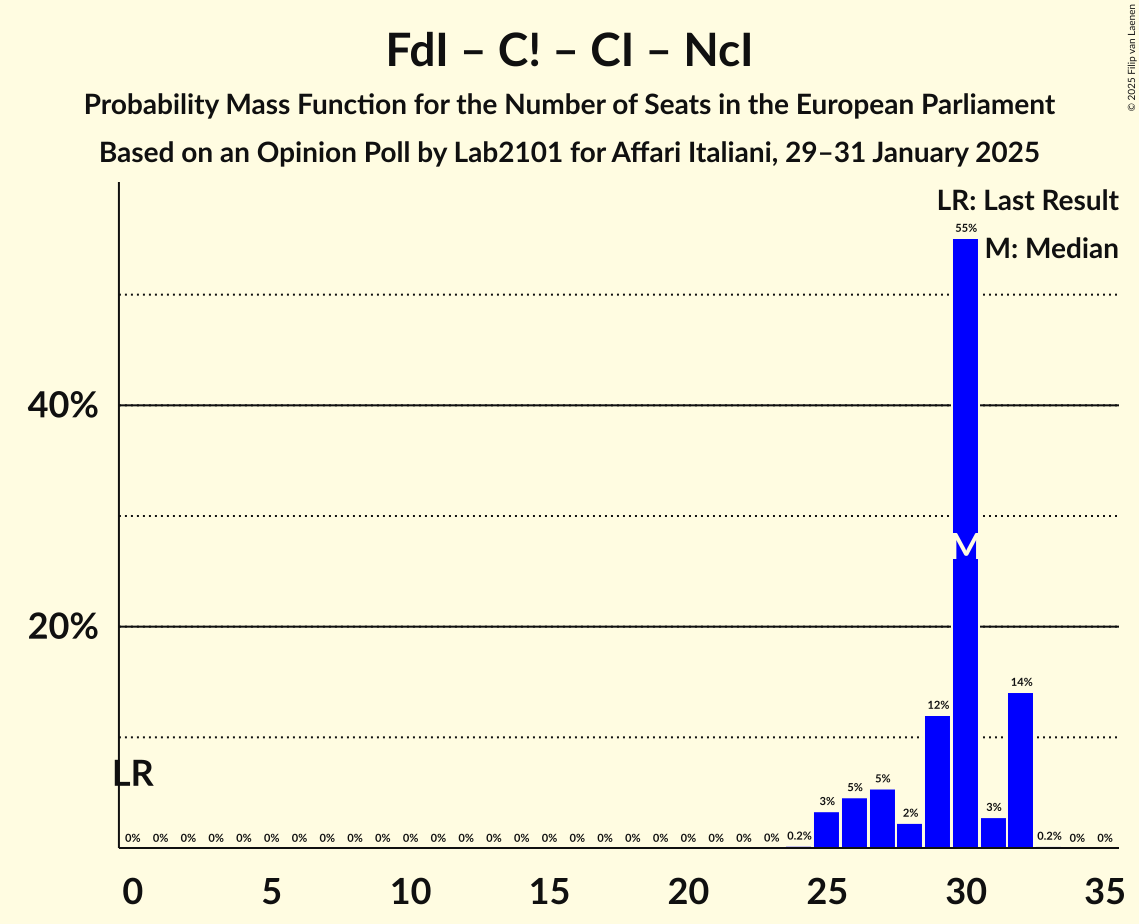 FdI – C! – CI – NcI
Probability Mass Function for the Number of Seats in the European Parliament
Based on an Opinion Poll by Lab2101 for Affari Italiani, 29–31 January 2025
© 2025 Filip van Laenen
LR: Last Result
M: Median
55%
40%
M
20%
14%
12%
LR
0% 0% 0% 0% 0% 0% 0% 0% 0% 0% 0% 0% 0% 0% 0% 0% 0% 0% 0% 0% 0% 0% 0% 0% 0.2% 3% 5% 5% 2% 3% 0.2% 0% 0%
0 5 10 15 20 25 30 35